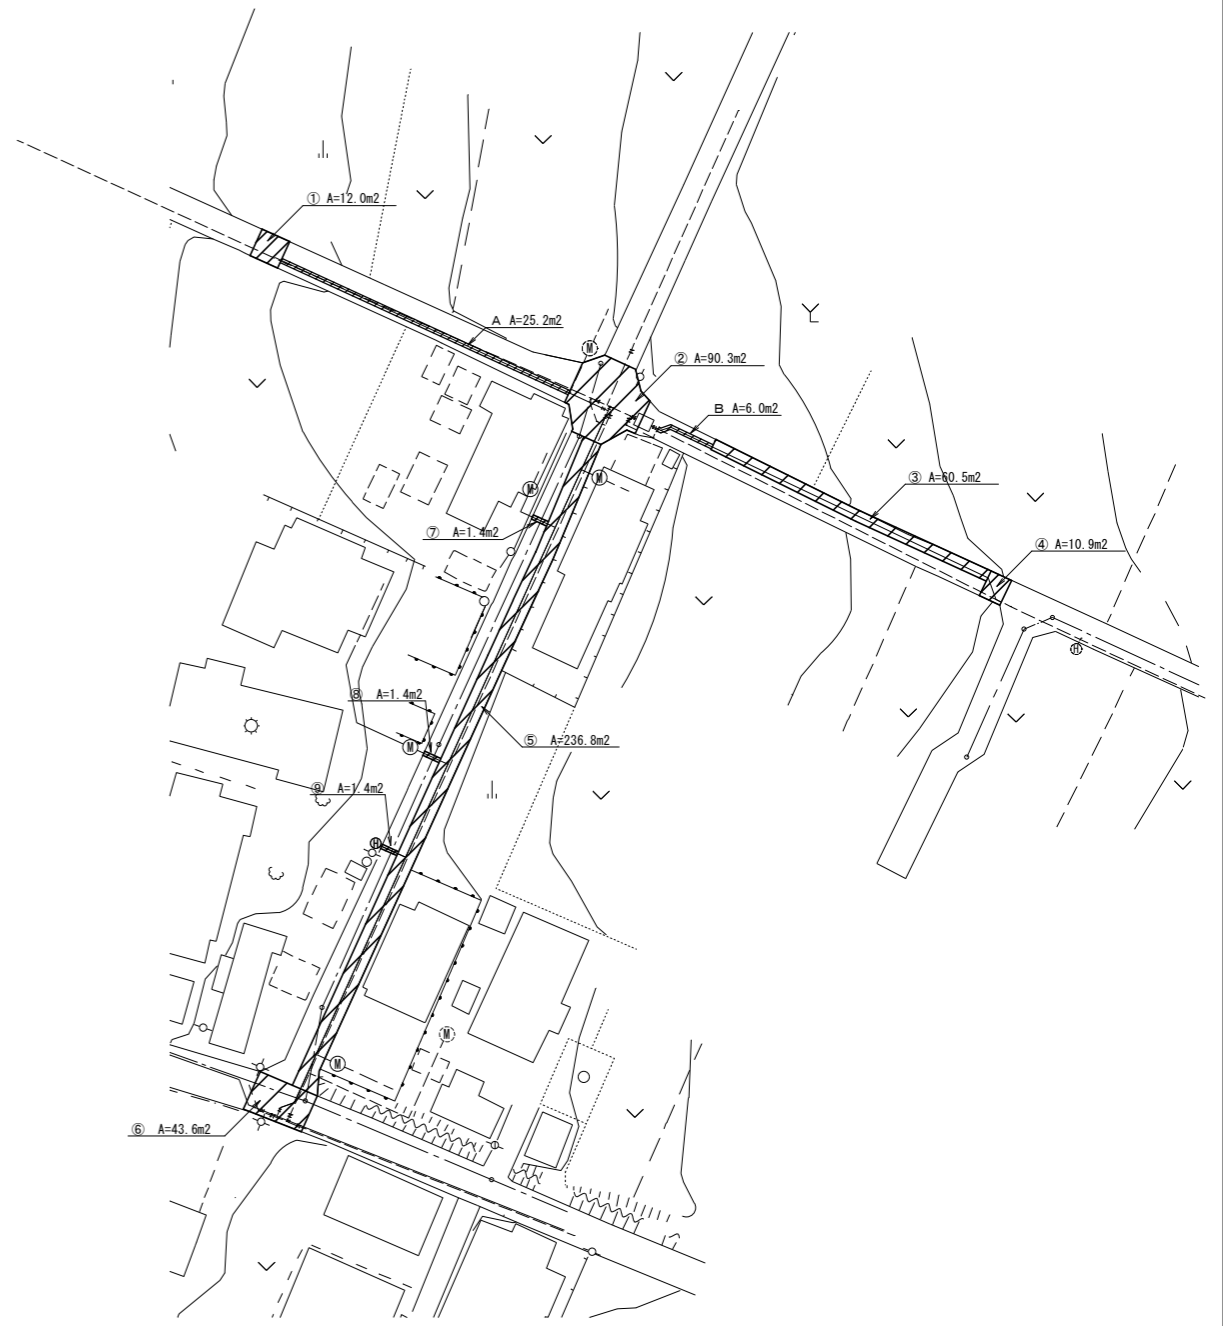 ① A=12.0m2
A A=25.2m2
M
② A=90.3m2
B A=6.0m2
③ A=60.5m2
M
M
⑦ A=1.4m2
④ A=10.9m2
H
⑧ A=1.4m2
M
⑤ A=236.8m2
⑨ A=1.4m2
H
M
M
⑥ A=43.6m2